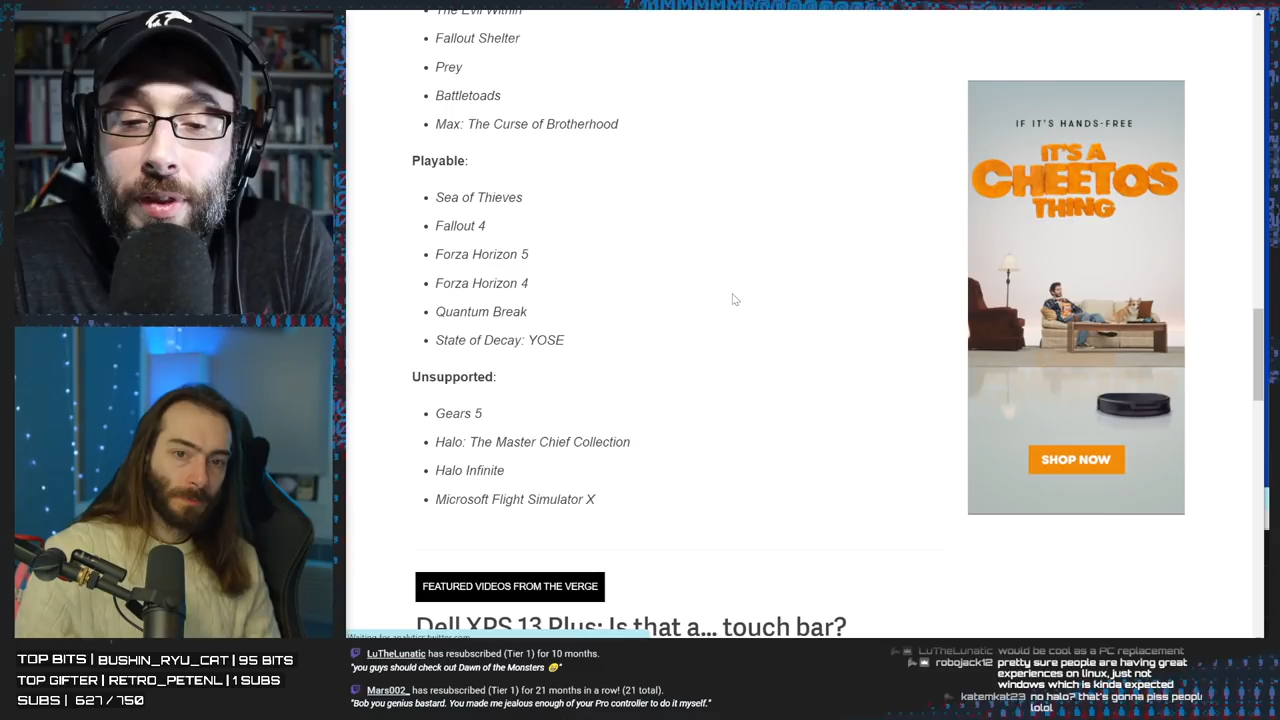 The Evil Within
Fallout Shelter
Prey
Battletoads
Max: The Curse of Brotherhood
Playable:
Sea of Thieves
Fallout 4
Forza Horizon 5
Forza Horizon 4
Quantum Break
State of Decay: YOSE
Unsupported:
Gears 5
Halo: The Master Chief Collection
Halo Infinite
Microsoft Flight Simulator X
FEATURED VIDEOS FROM THE VERGE
Dell XPS 13 Plus: Is that a... touch bar?
Waiting for analytics.twitter.com...
IF IT'S HANDS-FREE
IT'S A
CHEETOS
THING
SHOP NOW
TOP BITS | BUSHIN_RYU_CAT | 95 BITS
TOP GIFTER | RETRO_PETENL | 1 SUBS
SUBS | 627 / 750
LuTheLunatic has resubscribed (Tier 1) for 10 months.
"you guys should check out Dawn of the Monsters 😄"
Mars002_ has resubscribed (Tier 1) for 21 months in a row! (21 total).
"Bob you genius bastard. You made me jealous enough of your Pro controller to do it myself."
LuTheLunatic would be cool as a PC replacement
robojack12 pretty sure people are having great
experiences on linux, just not
windows which is kinda expected
katemkat23 no halo? that's gonna piss peopl
lolol